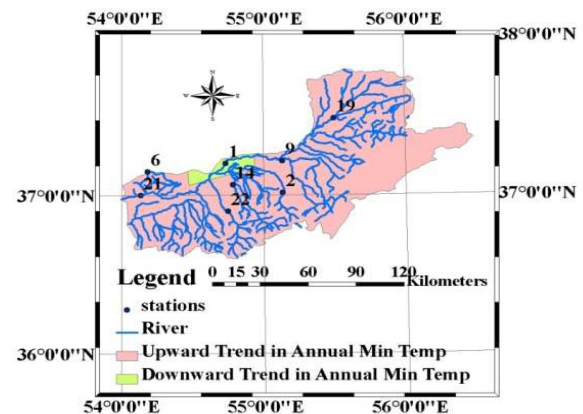 54°0'0"E 55°0'0"E 56°0'0"E
38°0'0"N
N
W E
S
19
1
9
6
14
21
2
22
37°0'0"N 37°0'0"N
Legend 0 15 30 60 90 120
Kilometers
stations
River
Upward Trend in Annual Min Temp
Downward Trend in Annual Min Temp
36°0'0"N 36°0'0"N
54°0'0"E 55°0'0"E 56°0'0"E